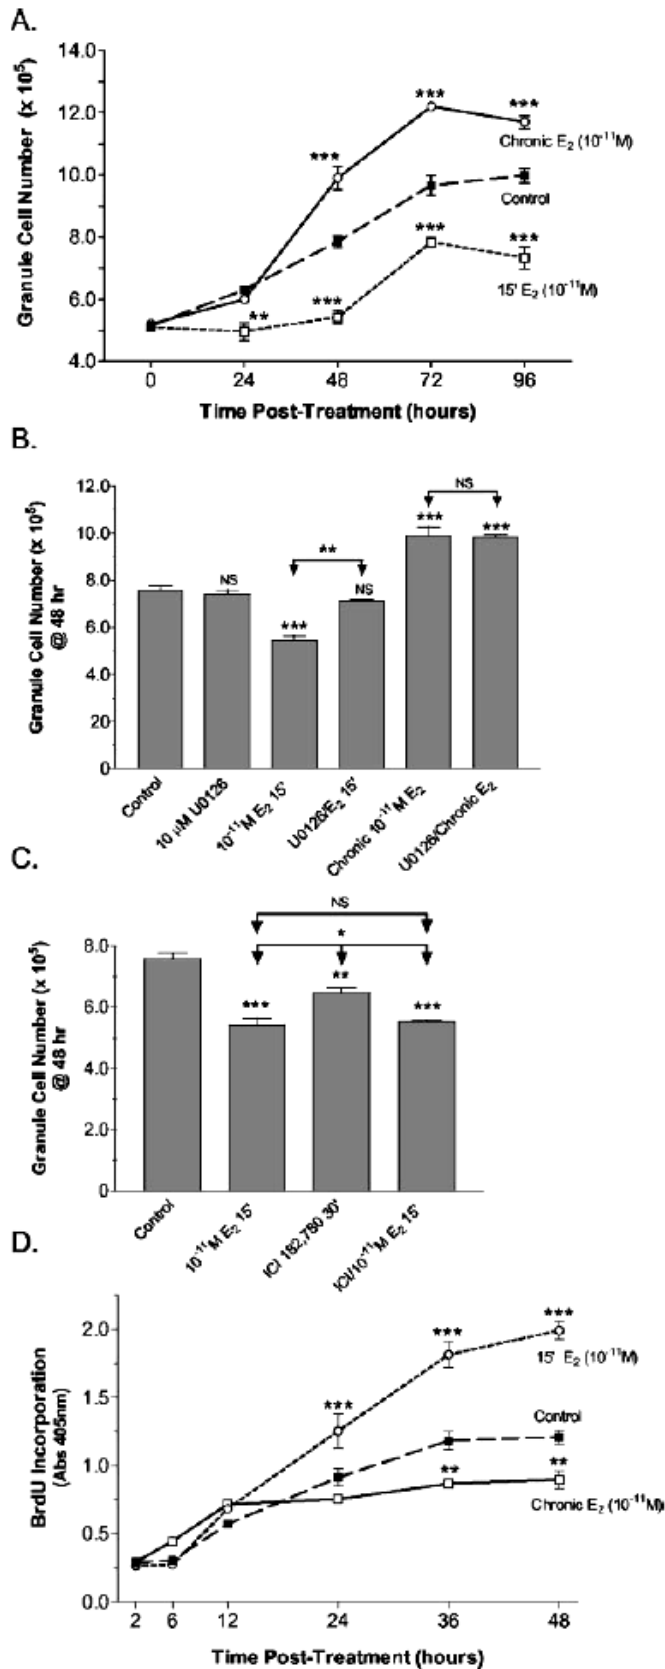 A.
Granule Cell Number (x 10⁵)
14.0
12.0
10.0
8.0
6.0
4.0
***
***
***
Chronic E₂ (10⁻¹¹M)
Control
***
***
15' E₂ (10⁻¹¹M)
***
**
0 24 48 72 96
Time Post-Treatment (hours)
B.
Granule Cell Number (x 10⁵)
@ 48 hr
12.0
10.0
8.0
6.0
4.0
20
0
NS
***
***
**
NS
NS
***
Control
10 µM U0126
10⁻¹¹M E₂ 15'
U0126/E₂ 15'
Chronic 10⁻¹¹M E₂
U0126/Chronic E₂
C.
Granule Cell Number (x 10⁵)
@ 48 hr
8.0
6.0
4.0
2.0
0
NS
*
***
**
***
Control
10⁻¹¹M E₂ 15'
ICI 182,780 30'
ICI/10⁻¹¹M E₂ 15'
D.
BrdU Incorporation
(Abs 405nm)
2.0
1.5
1.0
0.5
0.0
***
***
***
15' E₂ (10⁻¹¹M)
Control
**
**
Chronic E₂ (10⁻¹¹M)
2 6 12 24 36 48
Time Post-Treatment (hours)